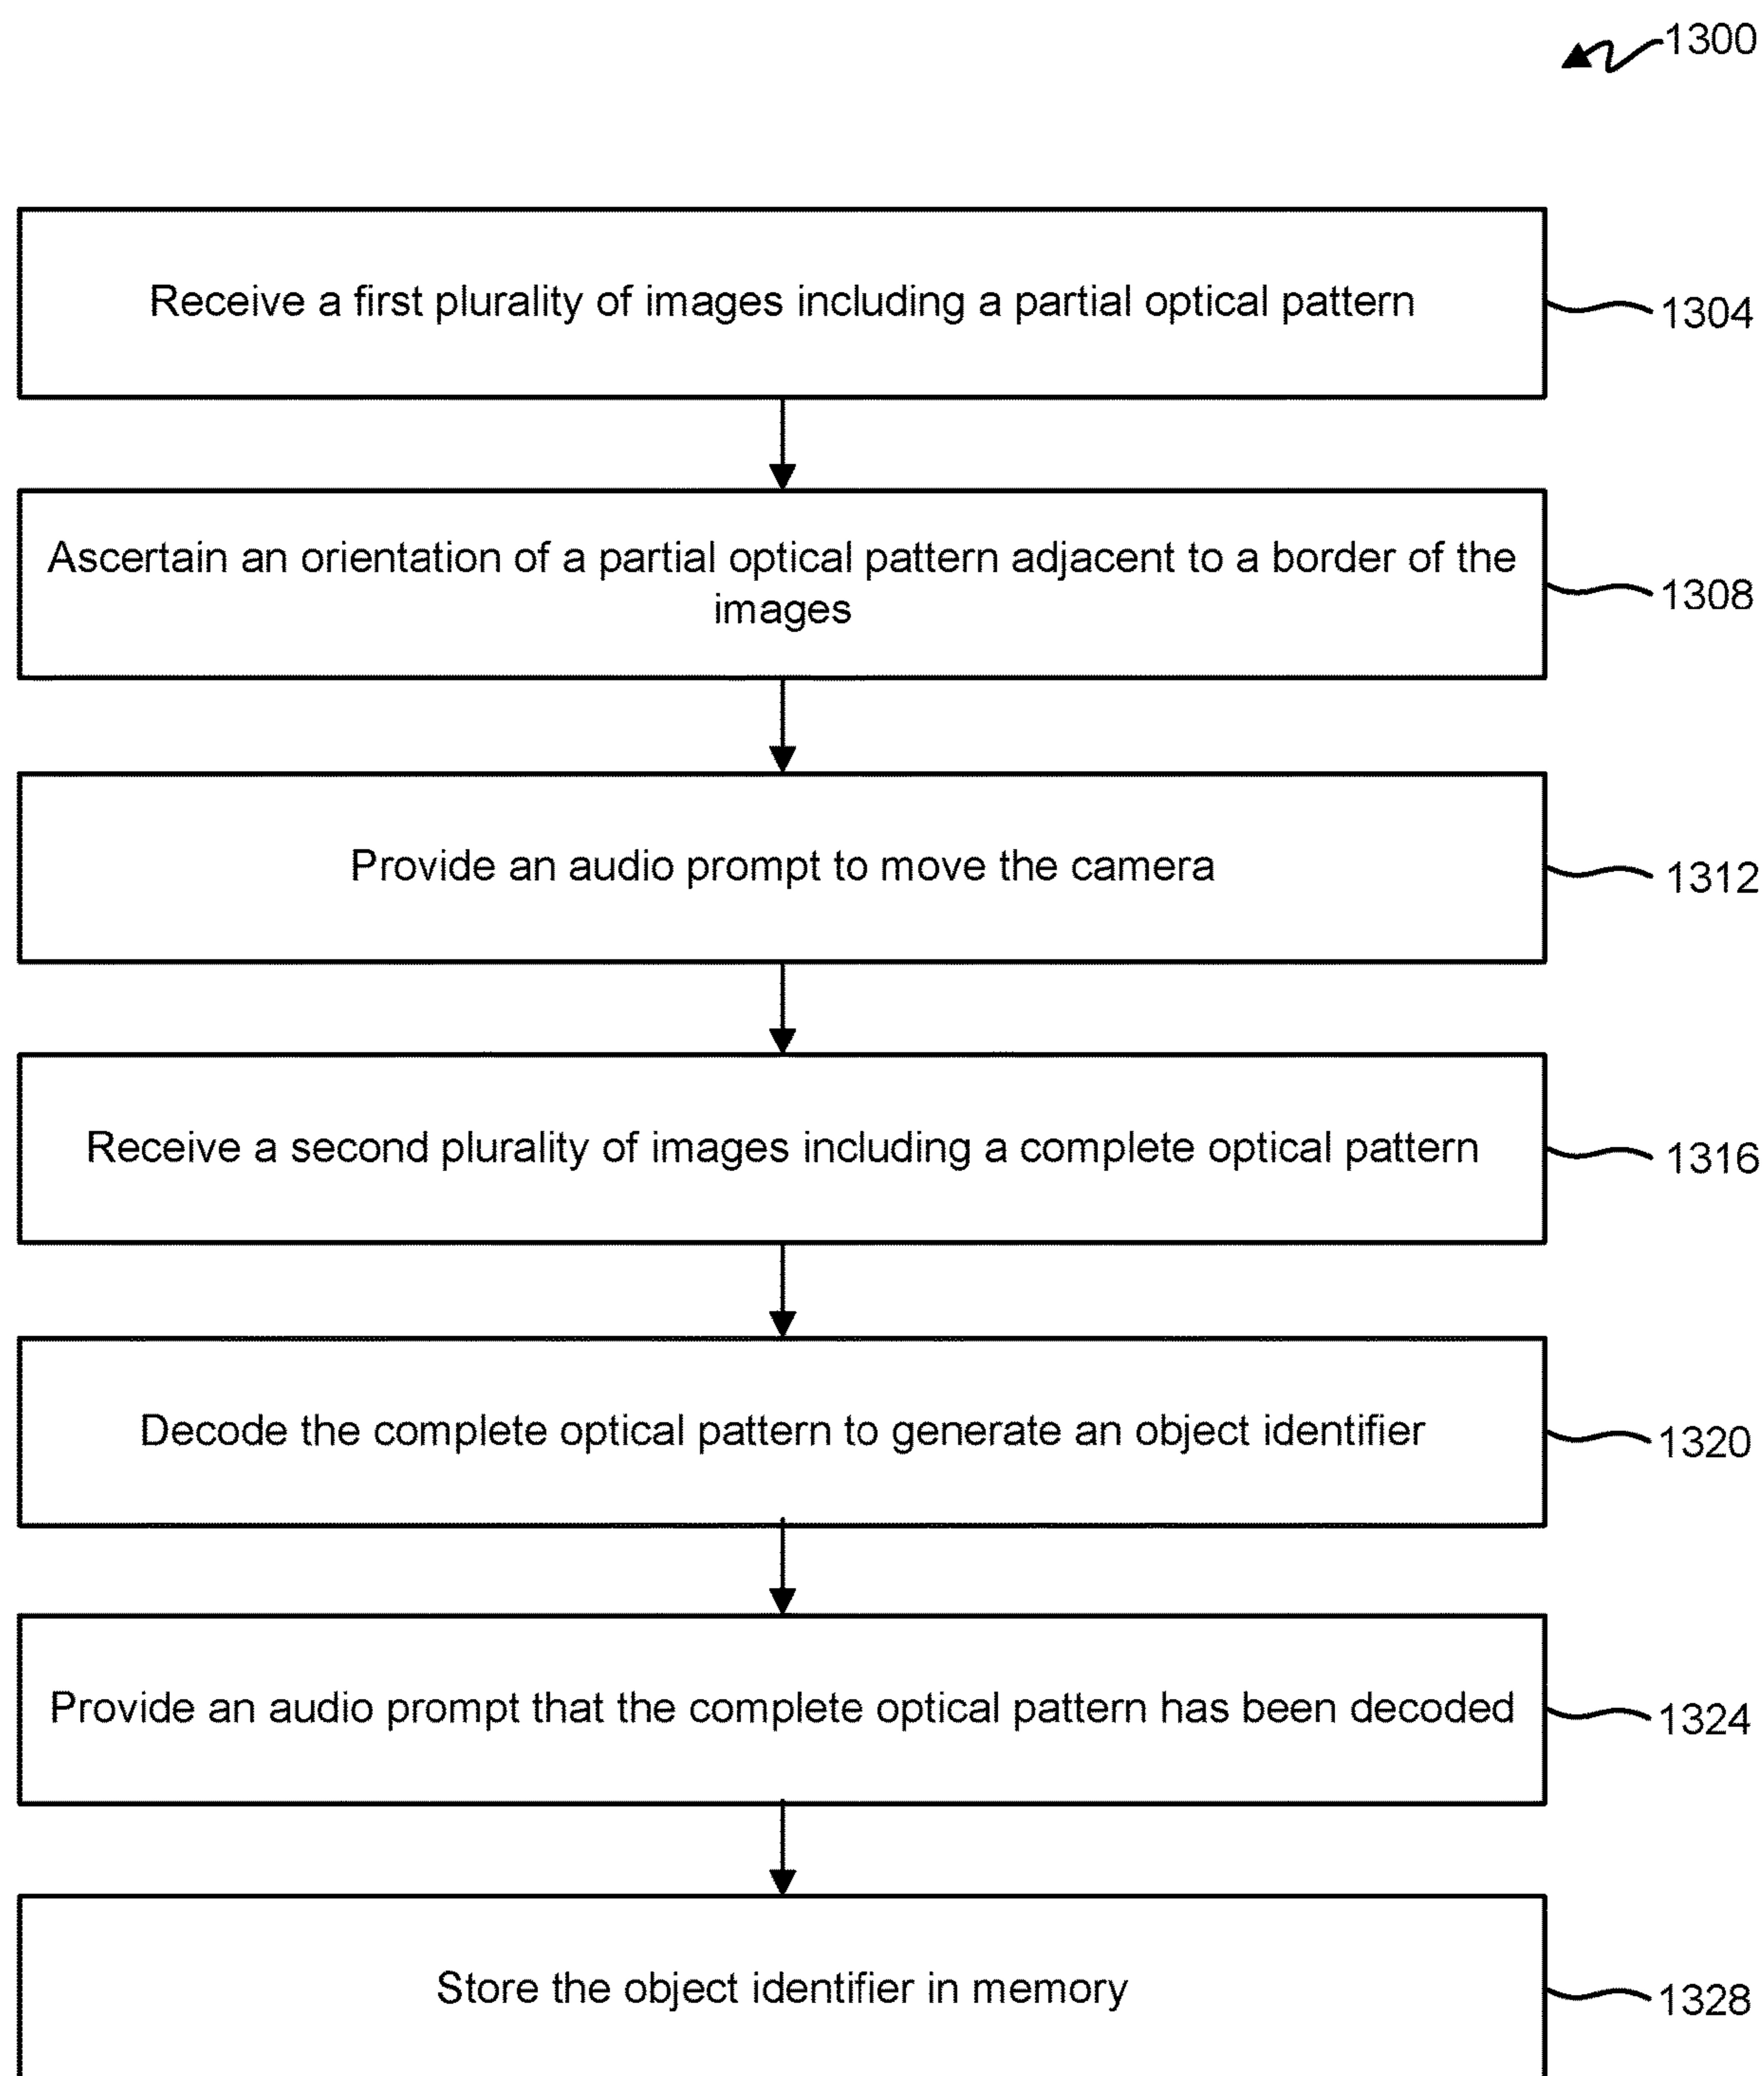 1300
Receive a first plurality of images including a partial optical pattern
1304
Ascertain an orientation of a partial optical pattern adjacent to a border of the
images
1308
Provide an audio prompt to move the camera
1312
Receive a second plurality of images including a complete optical pattern
1316
Decode the complete optical pattern to generate an object identifier
1320
Provide an audio prompt that the complete optical pattern has been decoded
1324
Store the object identifier in memory
1328